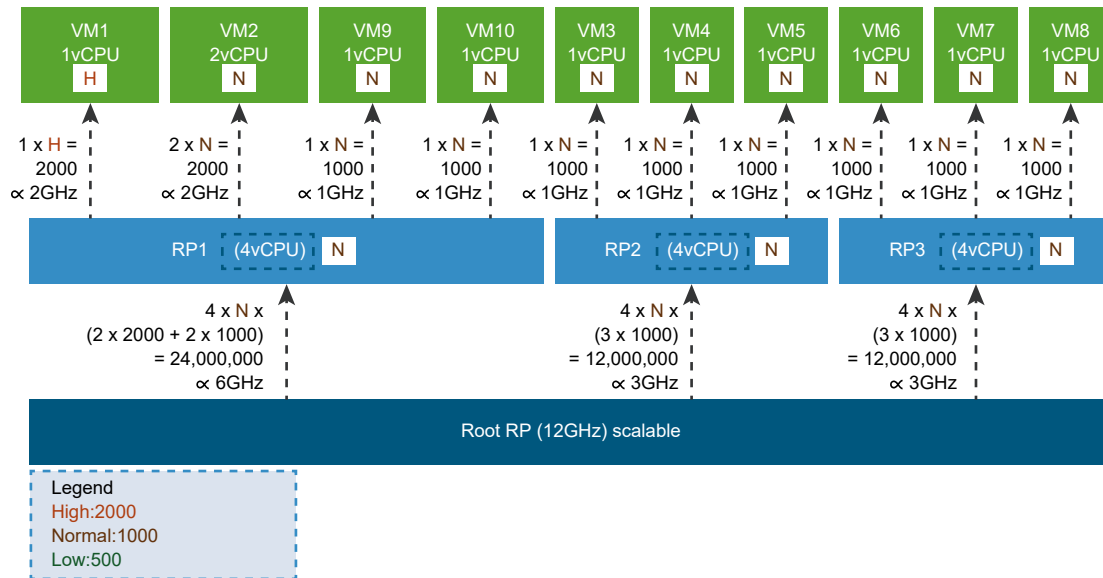 VM1
1vCPU
H
VM2
2vCPU
N
VM9
1vCPU
N
VM10
1vCPU
N
VM3
1vCPU
N
VM4
1vCPU
N
VM5
1vCPU
N
VM6
1vCPU
N
VM7
1vCPU
N
VM8
1vCPU
N
1 x H =
2000
∝ 2GHz
2 x N =
2000
∝ 2GHz
1 x N =
1000
∝ 1GHz
1 x N =
1000
∝ 1GHz
1 x N =
1000
∝ 1GHz
1 x N =
1000
∝ 1GHz
1 x N =
1000
∝ 1GHz
1 x N =
1000
∝ 1GHz
1 x N =
1000
∝ 1GHz
1 x N =
1000
∝ 1GHz
RP1 (4vCPU) N
RP2 (4vCPU) N
RP3 (4vCPU) N
4 x N x
(2 x 2000 + 2 x 1000)
= 24,000,000
∝ 6GHz
4 x N x
(3 x 1000)
= 12,000,000
∝ 3GHz
4 x N x
(3 x 1000)
= 12,000,000
∝ 3GHz
Root RP (12GHz) scalable
Legend
High:2000
Normal:1000
Low:500